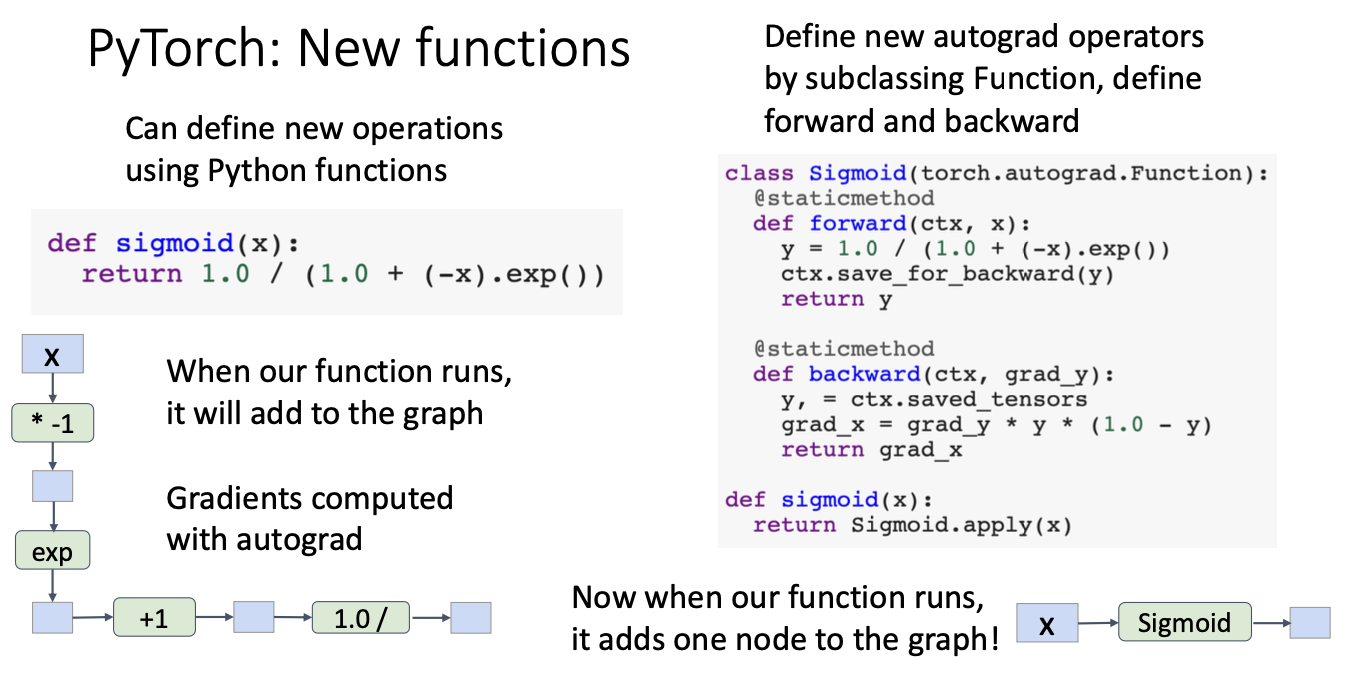 PyTorch: New functions
Can define new operations
using Python functions
def sigmoid(x):
  return 1.0 / (1.0 + (-x).exp())
x
* -1
exp
+1
1.0 /
When our function runs,
it will add to the graph
Gradients computed
with autograd
Define new autograd operators
by subclassing Function, define
forward and backward
class Sigmoid(torch.autograd.Function):
  @staticmethod
  def forward(ctx, x):
    y = 1.0 / (1.0 + (-x).exp())
    ctx.save_for_backward(y)
    return y
  @staticmethod
  def backward(ctx, grad_y):
    y, = ctx.saved_tensors
    grad_x = grad_y * y * (1.0 - y)
    return grad_x
def sigmoid(x):
  return Sigmoid.apply(x)
Now when our function runs,
it adds one node to the graph!
x
Sigmoid